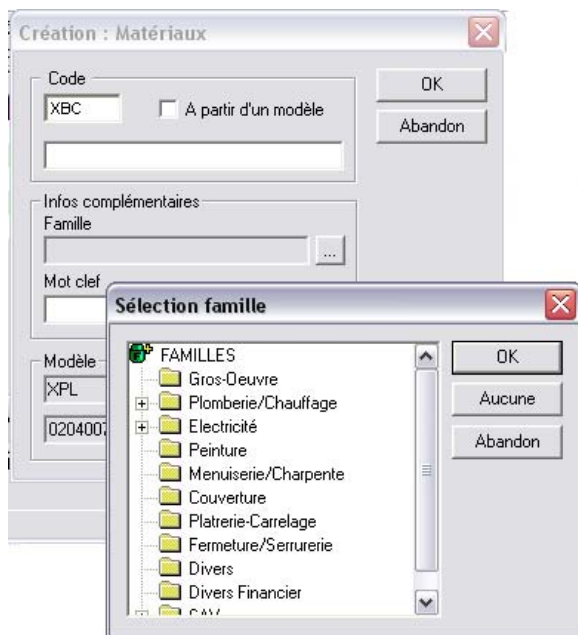 Création : Matériaux
Code
XBC
A partir d'un modèle
OK
Abandon
Infos complémentaires
Famille
...
Mot clef
Modèle
XPL
0204007
Sélection famille
FAMILLES
Gros-Oeuvre
Plomberie/Chauffage
Electricité
Peinture
Menuiserie/Charpente
Couverture
Platrerie-Carrelage
Fermeture/Serrurerie
Divers
Divers Financier
SAV
OK
Aucune
Abandon